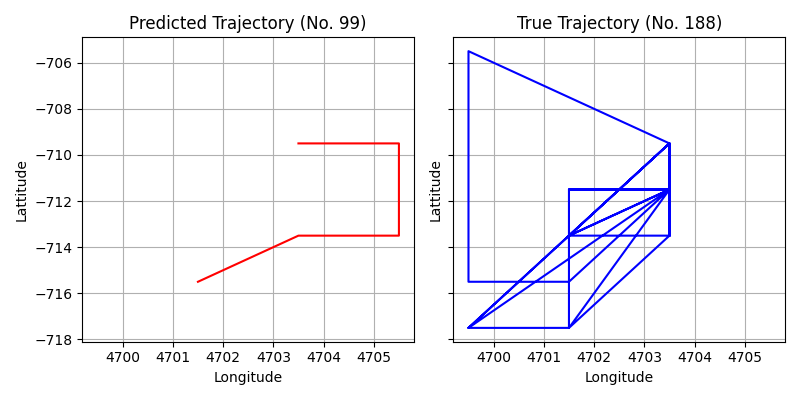 Predicted Trajectory (No. 99)
True Trajectory (No. 188)
Lattitude
−706
−708
−710
−712
−714
−716
−718
4700 4701 4702 4703 4704 4705
Longitude
Lattitude
4700 4701 4702 4703 4704 4705
Longitude